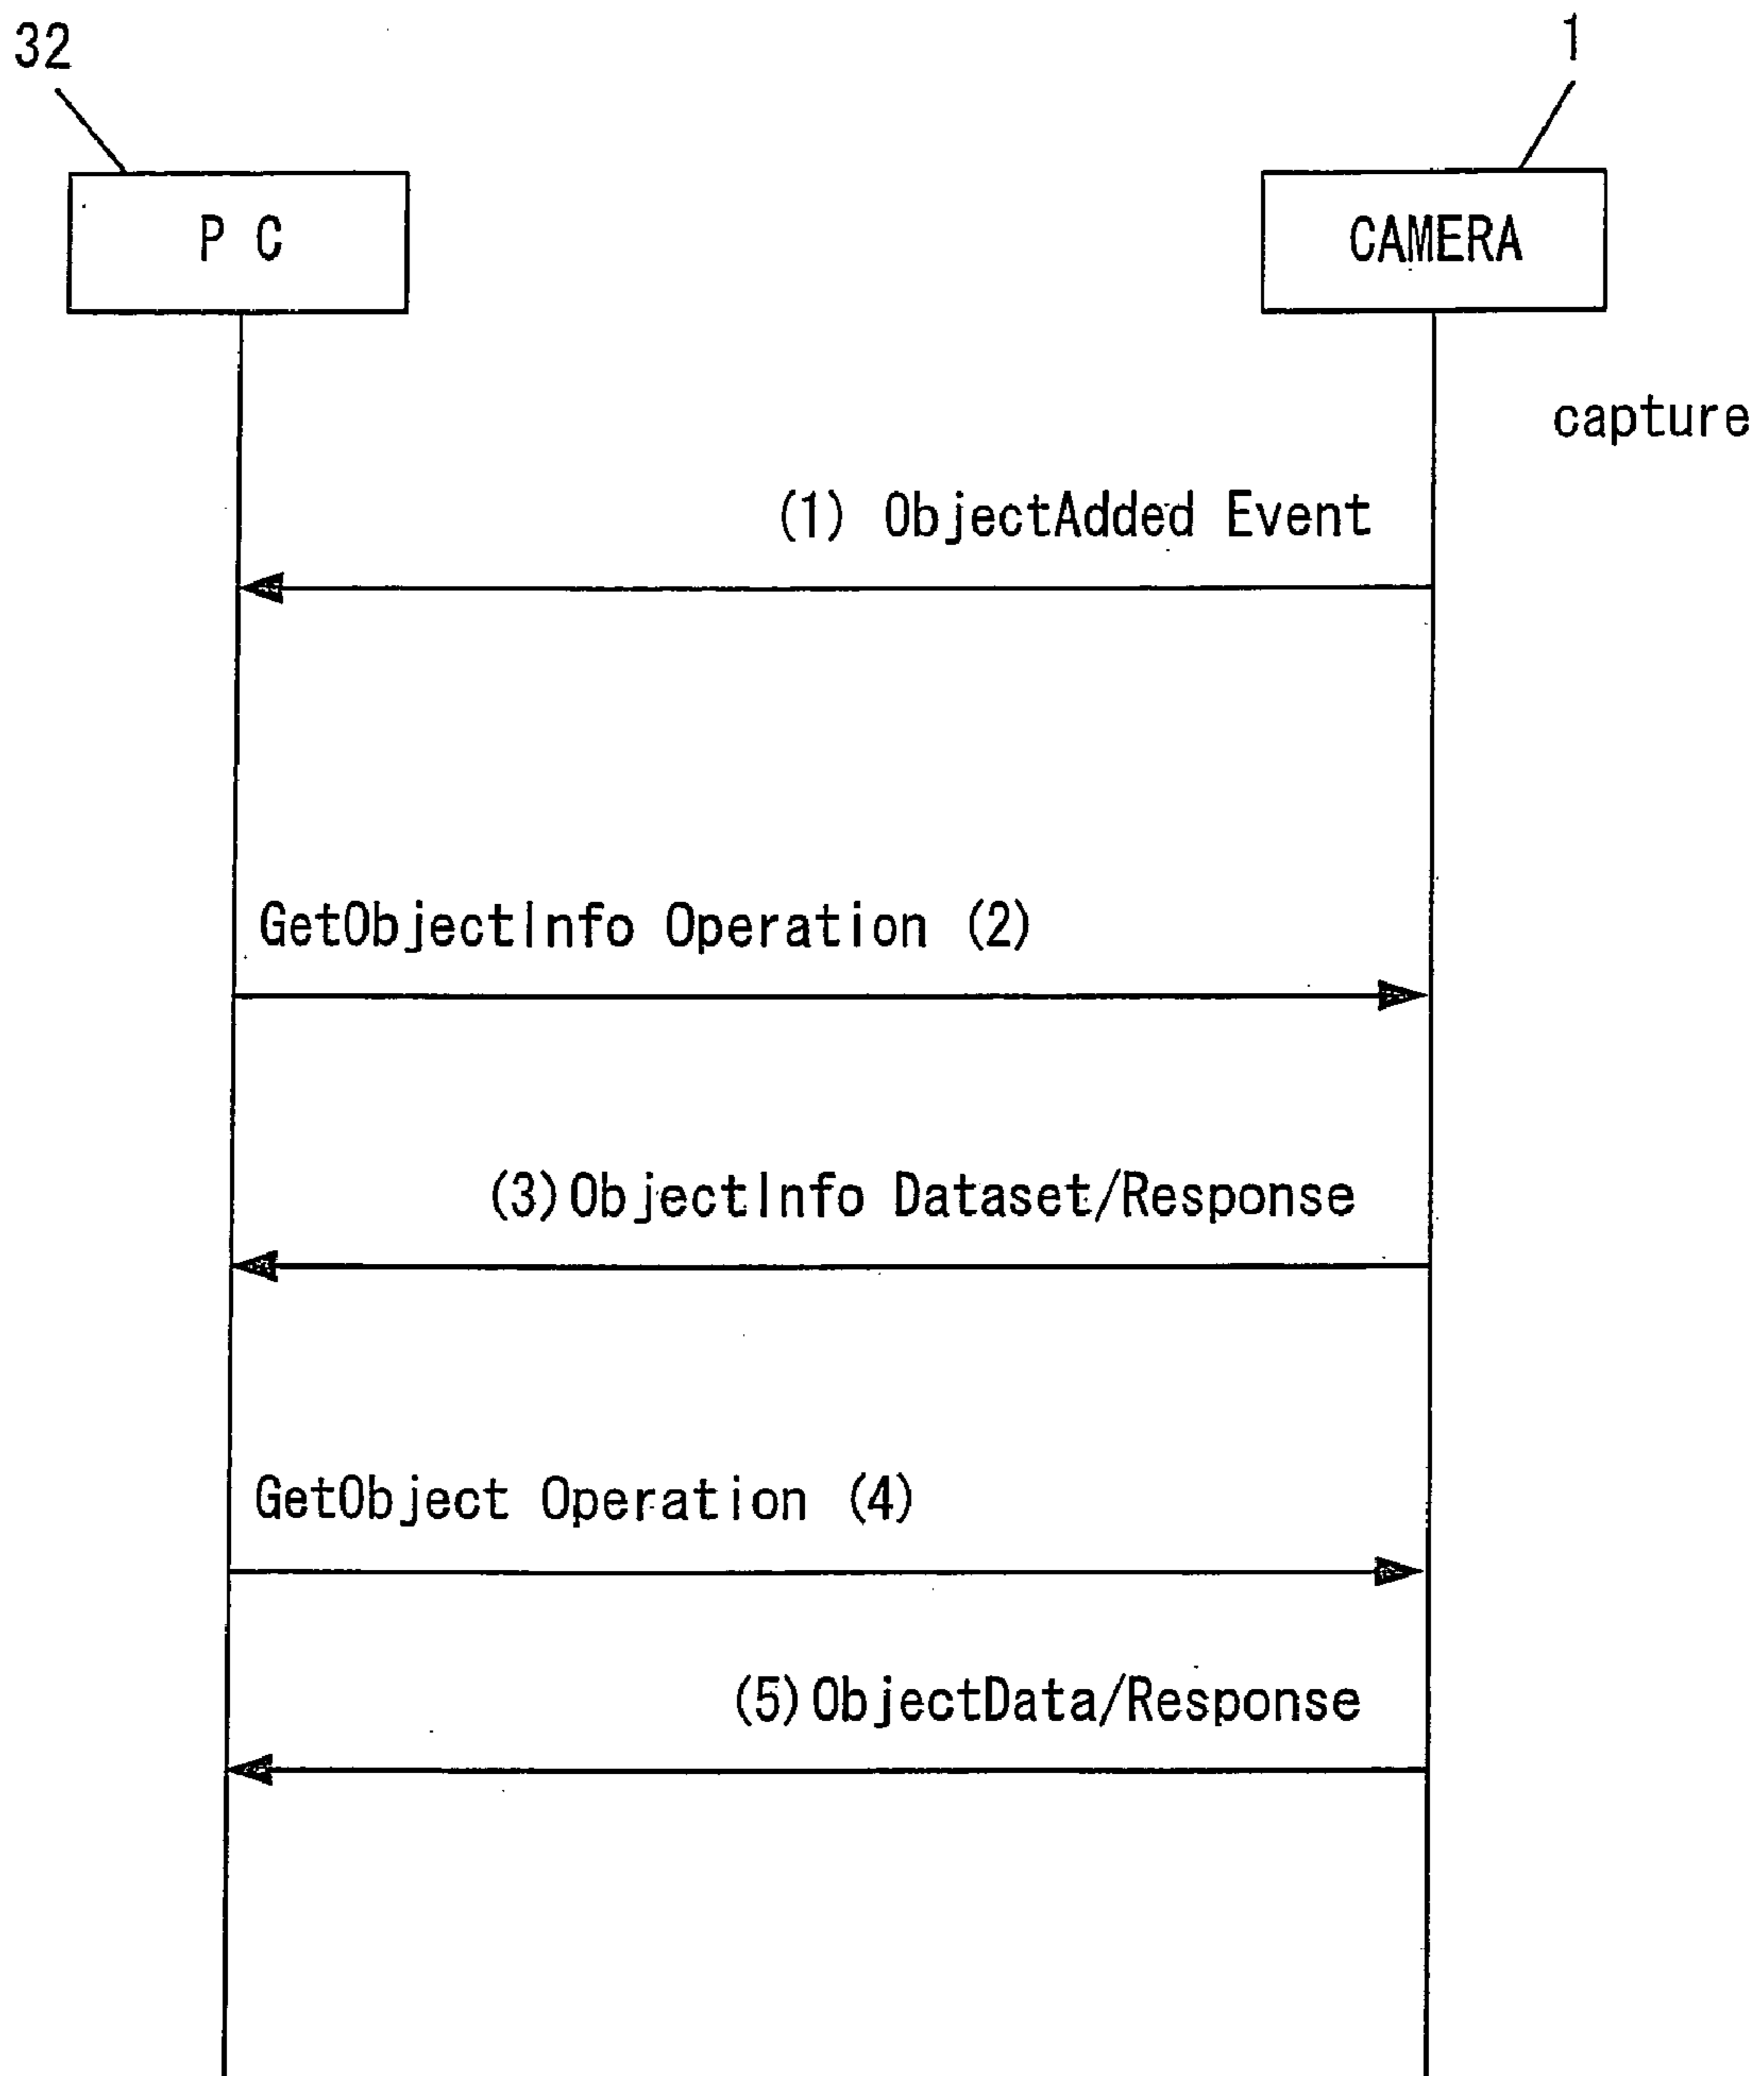 32
1
P C
CAMERA
capture
(1) ObjectAdded Event
GetObjectInfo Operation (2)
(3)ObjectInfo Dataset/Response
GetObject Operation (4)
(5)ObjectData/Response